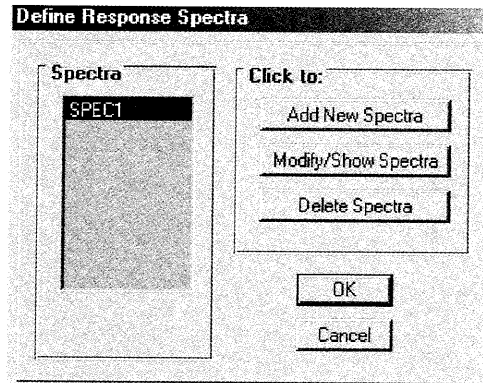 Define Response Spectra
Spectra
SPEC1
Click to:
Add New Spectra
Modify/Show Spectra
Delete Spectra
OK
Cancel